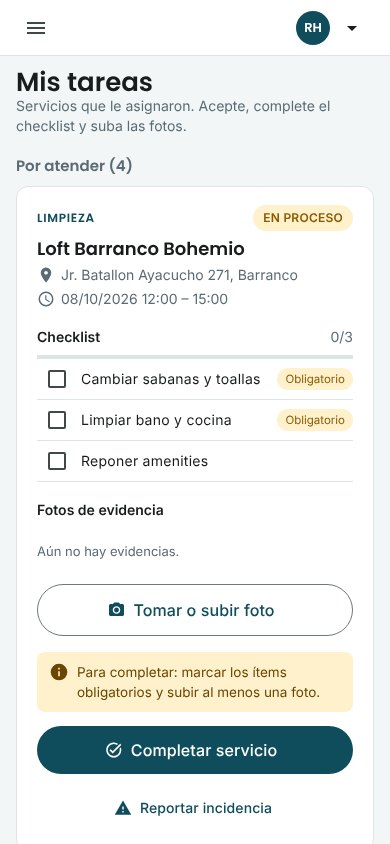 RH
Mis tareas
Servicios que le asignaron. Acepte, complete el
checklist y suba las fotos.
Por atender (4)
LIMPIEZA
EN PROCESO
Loft Barranco Bohemio
Jr. Batallon Ayacucho 271, Barranco
08/10/2026 12:00 – 15:00
Checklist 0/3
Cambiar sabanas y toallas Obligatorio
Limpiar bano y cocina Obligatorio
Reponer amenities
Fotos de evidencia
Aún no hay evidencias.
Tomar o subir foto
Para completar: marcar los ítems
obligatorios y subir al menos una foto.
Completar servicio
Reportar incidencia